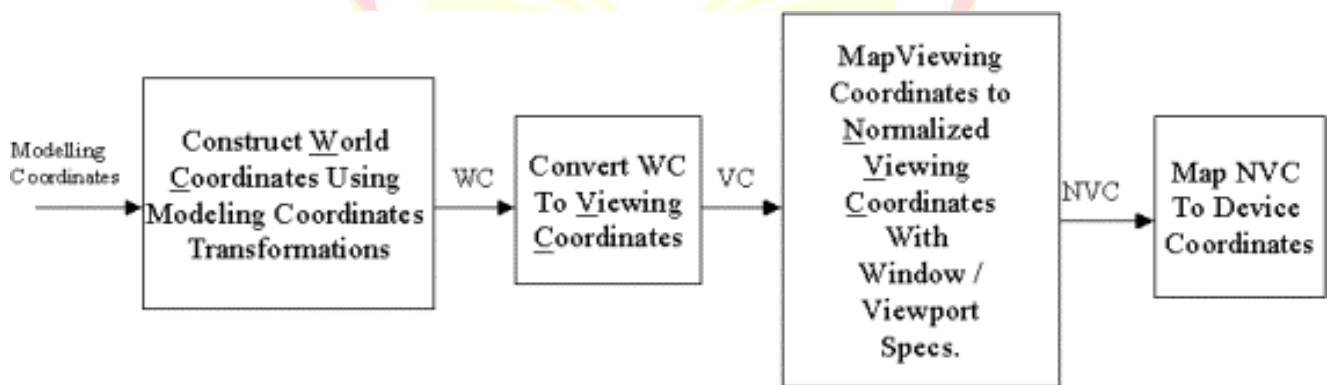 Modelling
Coordinates
Construct World
Coordinates Using
Modeling Coordinates
Transformations
WC
Convert WC
To Viewing
Coordinates
VC
MapViewing
Coordinates to
Normalized
Viewing
Coordinates
With
Window /
Viewport
Specs.
NVC
Map NVC
To Device
Coordinates